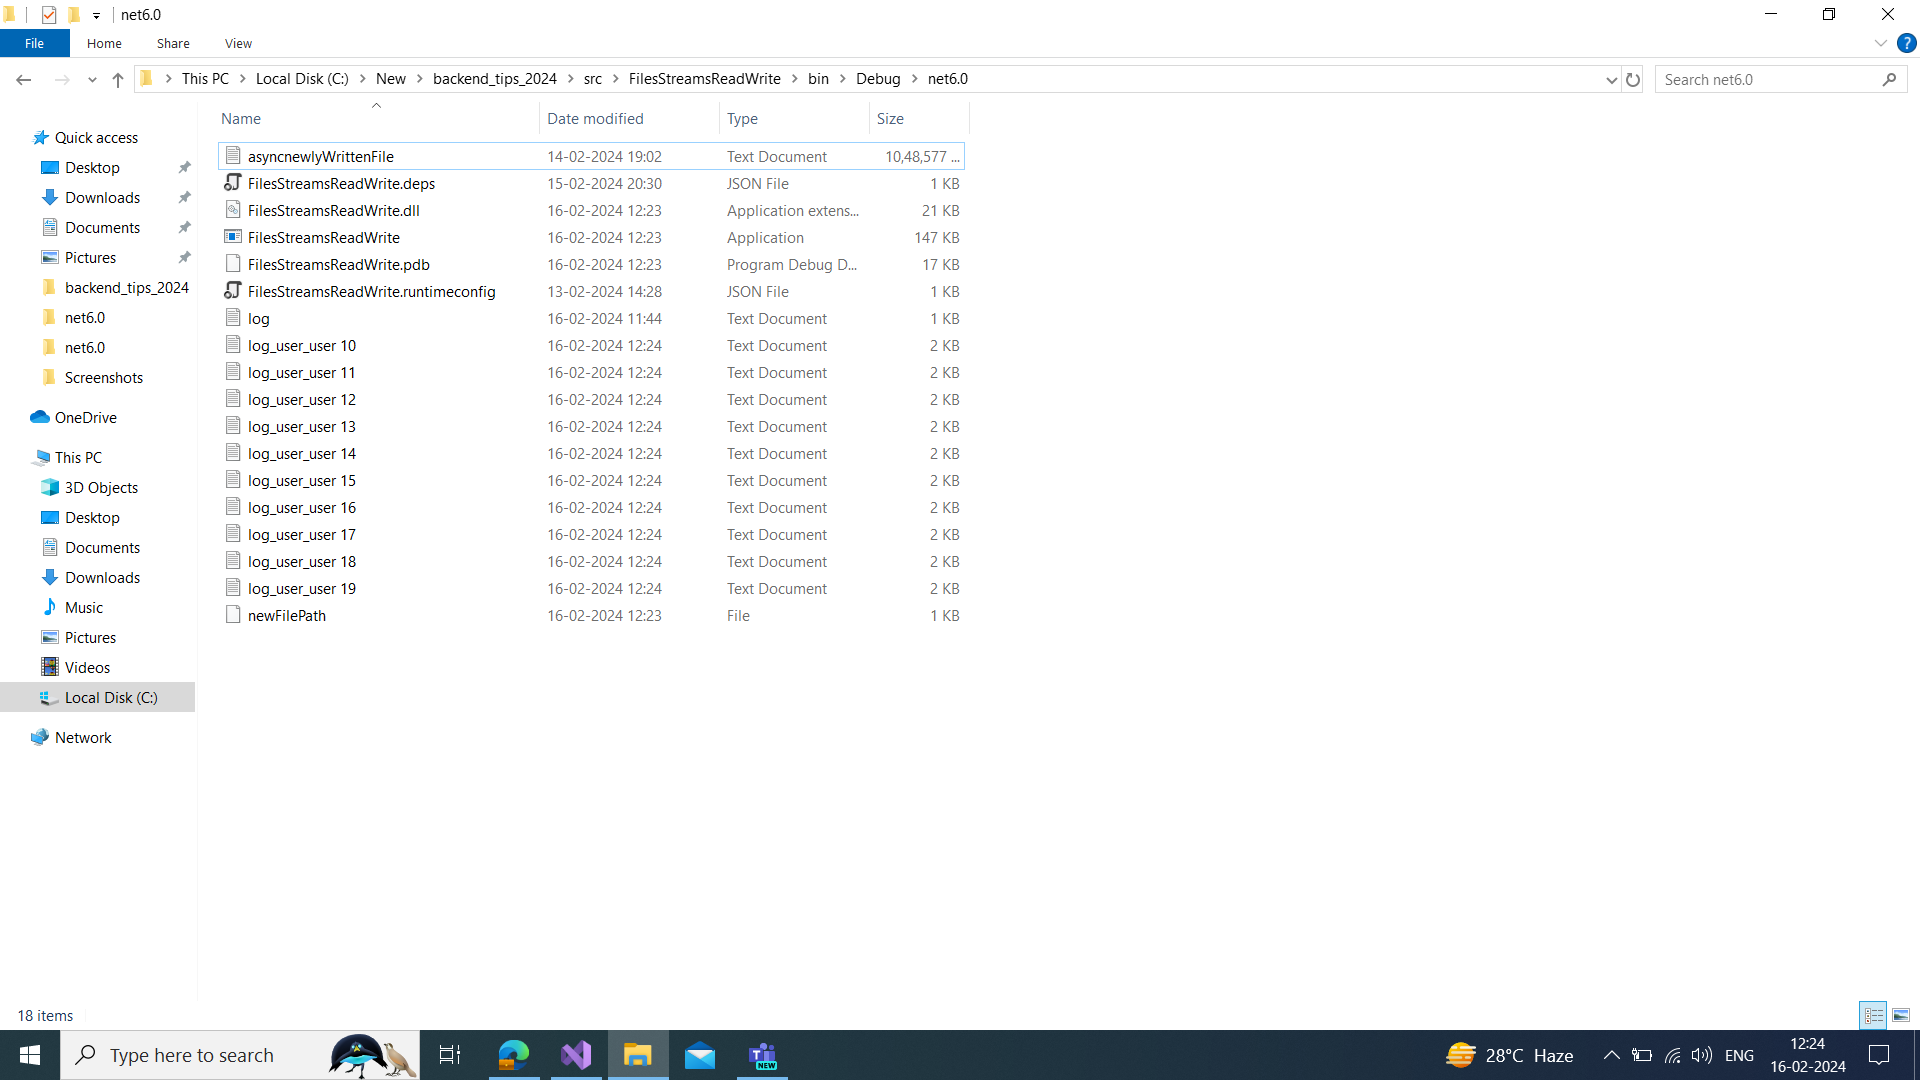 net6.0
File Home Share View
This PC Local Disk (C:) New backend_tips_2024 src FilesStreamsReadWrite bin Debug net6.0 Search net6.0
Name Date modified Type Size
Quick access
Desktop
Downloads
Documents
Pictures
backend_tips_2024
net6.0
net6.0
Screenshots
OneDrive
This PC
3D Objects
Desktop
Documents
Downloads
Music
Pictures
Videos
Local Disk (C:)
Network
asyncnewlyWrittenFile 14-02-2024 19:02 Text Document 10,48,577 ...
FilesStreamsReadWrite.deps 15-02-2024 20:30 JSON File 1 KB
FilesStreamsReadWrite.dll 16-02-2024 12:23 Application extens... 21 KB
FilesStreamsReadWrite 16-02-2024 12:23 Application 147 KB
FilesStreamsReadWrite.pdb 16-02-2024 12:23 Program Debug D... 17 KB
FilesStreamsReadWrite.runtimeconfig 13-02-2024 14:28 JSON File 1 KB
log 16-02-2024 11:44 Text Document 1 KB
log_user_user 10 16-02-2024 12:24 Text Document 2 KB
log_user_user 11 16-02-2024 12:24 Text Document 2 KB
log_user_user 12 16-02-2024 12:24 Text Document 2 KB
log_user_user 13 16-02-2024 12:24 Text Document 2 KB
log_user_user 14 16-02-2024 12:24 Text Document 2 KB
log_user_user 15 16-02-2024 12:24 Text Document 2 KB
log_user_user 16 16-02-2024 12:24 Text Document 2 KB
log_user_user 17 16-02-2024 12:24 Text Document 2 KB
log_user_user 18 16-02-2024 12:24 Text Document 2 KB
log_user_user 19 16-02-2024 12:24 Text Document 2 KB
newFilePath 16-02-2024 12:23 File 1 KB
18 items
Type here to search
NEW
28°C Haze
ENG
12:24
16-02-2024